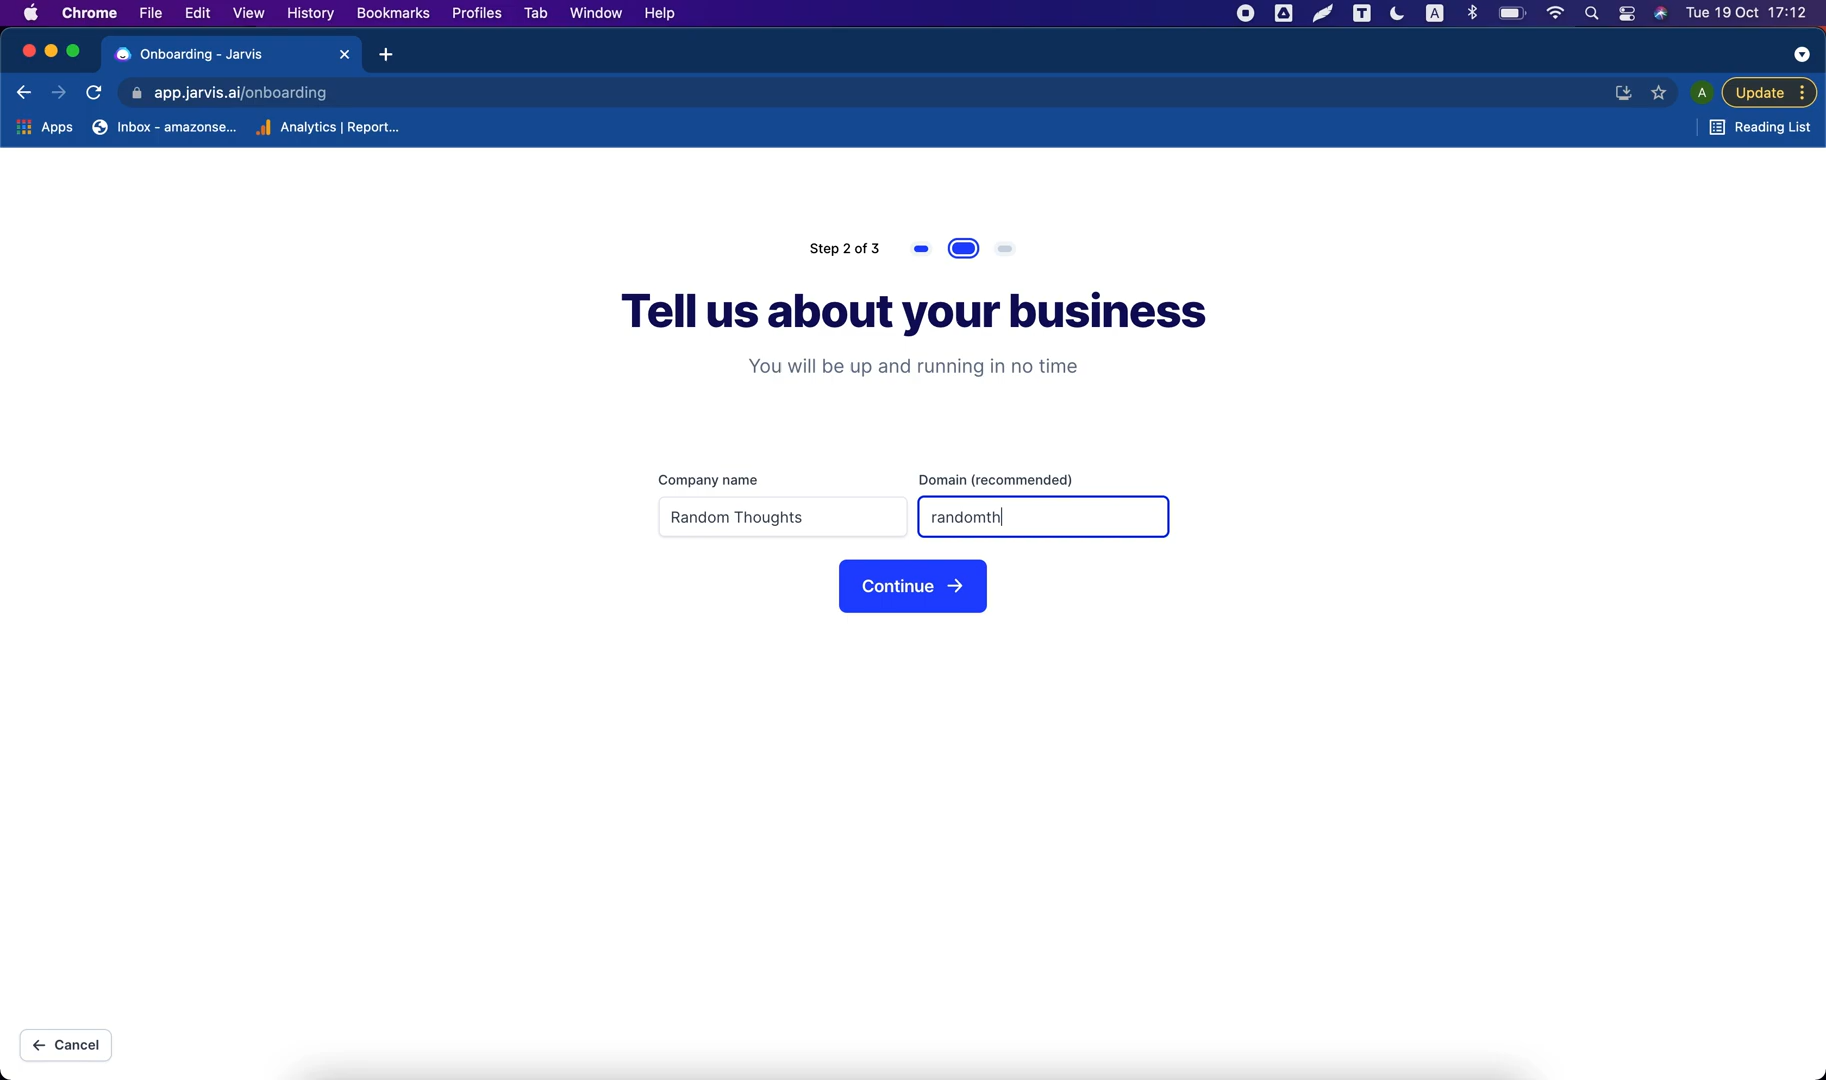 Chrome File Edit View History Bookmarks Profiles Tab Window Help T A Tue 19 Oct 17:12
Onboarding - Jarvis
app.jarvis.ai/onboarding A Update
Apps Inbox - amazonse... Analytics | Report... Reading List
Step 2 of 3
Tell us about your business
You will be up and running in no time
Company name Domain (recommended)
Random Thoughts randomth
Continue →
← Cancel